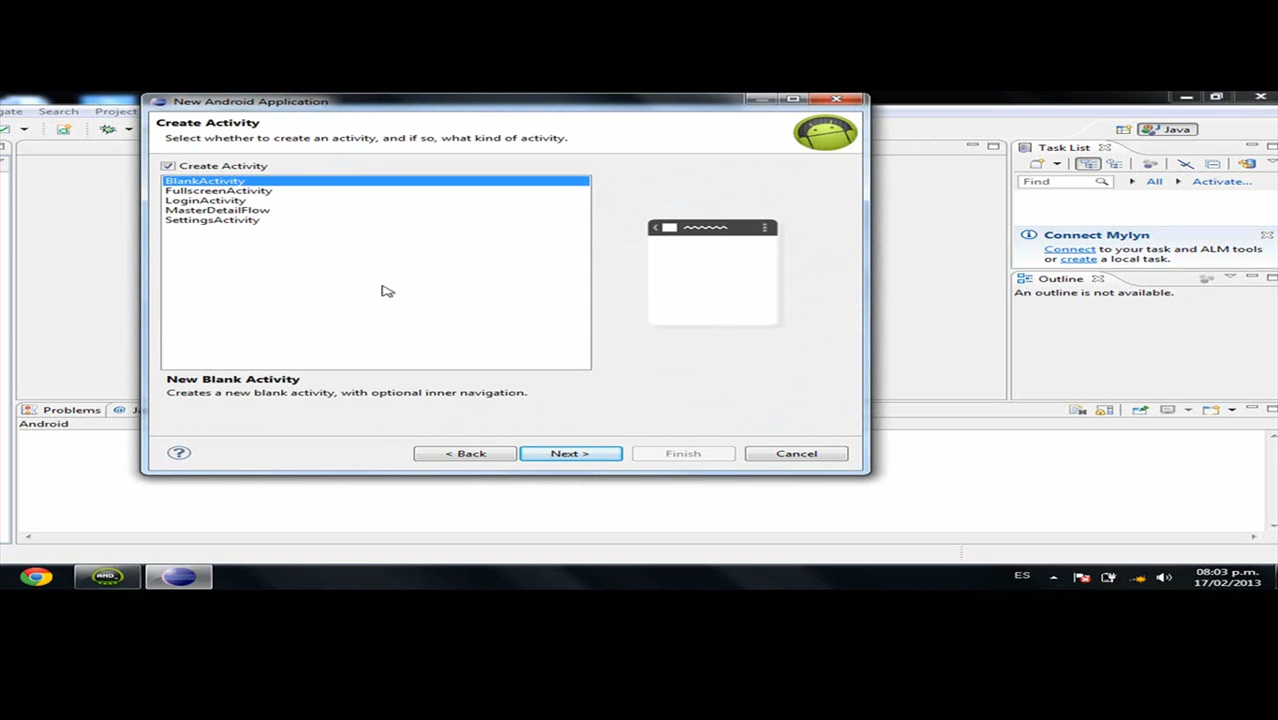 New Android Application
Search Project
Create Activity
Select whether to create an activity, and if so, what kind of activity.
Java
Create Activity
Task List
BlankActivity
FullscreenActivity
LoginActivity
MasterDetailFlow
SettingsActivity
Find
All
Activate...
Connect Mylyn
Connect to your task and ALM tools
or create a local task.
Outline
An outline is not available.
New Blank Activity
Creates a new blank activity, with optional inner navigation.
Problems @
Android
?
< Back
Next >
Finish
Cancel
ES
08:03 p.m.
17/02/2013